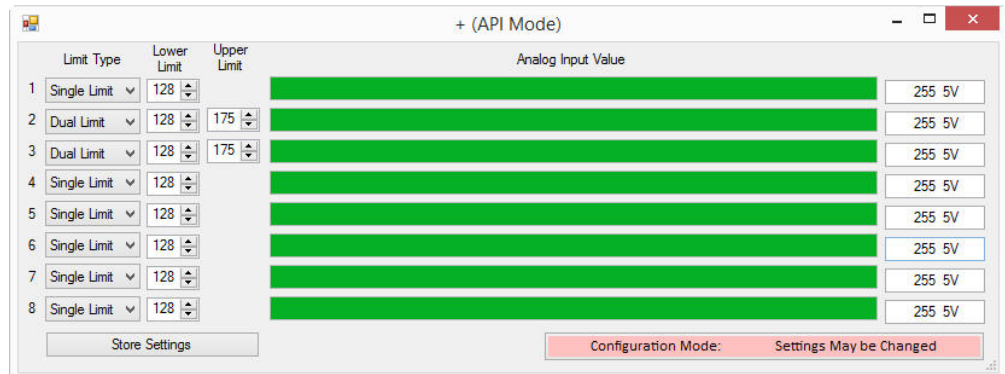 + (API Mode)
Limit Type Lower Limit Upper Limit Analog Input Value
1 Single Limit 128 255 5V
2 Dual Limit 128 175 255 5V
3 Dual Limit 128 175 255 5V
4 Single Limit 128 255 5V
5 Single Limit 128 255 5V
6 Single Limit 128 255 5V
7 Single Limit 128 255 5V
8 Single Limit 128 255 5V
Store Settings Configuration Mode: Settings May be Changed